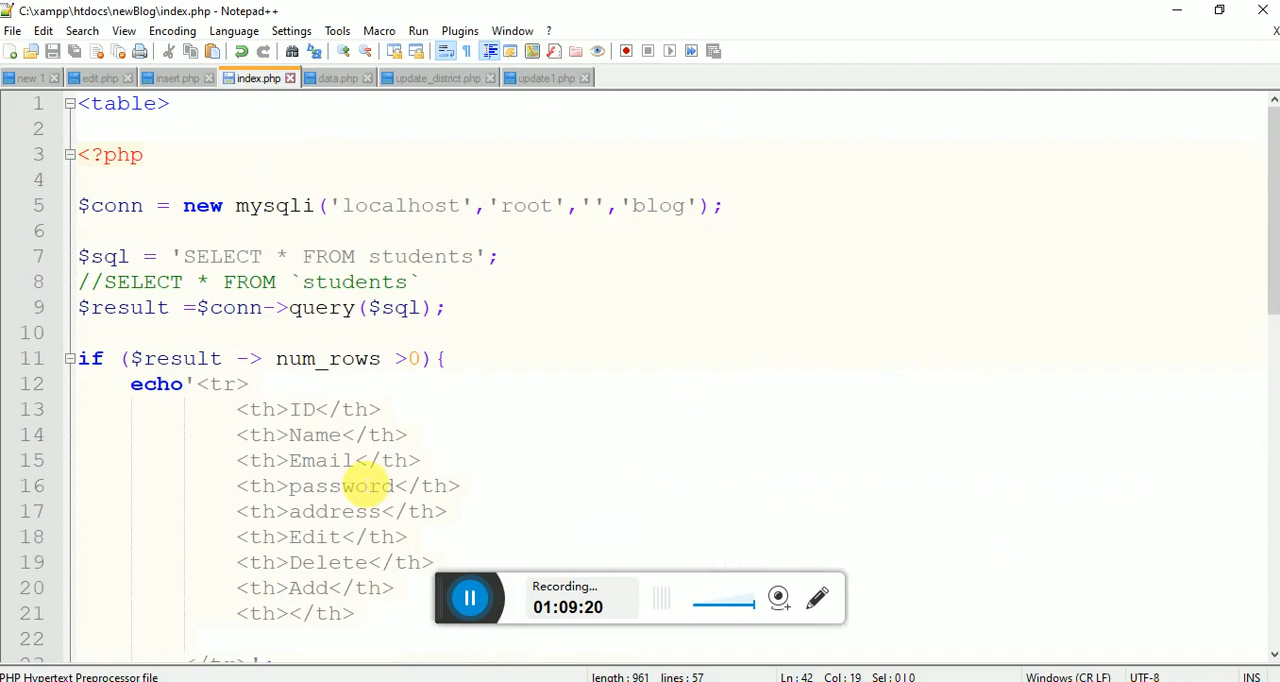 C:\xampp\htdocs\newBlog\index.php - Notepad++
File Edit Search View Encoding Language Settings Tools Macro Run Plugins Window ?
new 1 edit.php insert.php index.php data.php update_district.php update1.php
1 <table>
2
3 <?php
4
5 $conn = new mysqli('localhost','root','','blog');
6
7 $sql = 'SELECT * FROM students';
8 //SELECT * FROM `students`
9 $result =$conn->query($sql);
10
11 if ($result -> num_rows >0){
12 echo'<tr>
13 <th>ID</th>
14 <th>Name</th>
15 <th>Email</th>
16 <th>password</th>
17 <th>address</th>
18 <th>Edit</th>
19 <th>Delete</th>
20 <th>Add</th>
21 <th></th>
22
23 </tr>';
Recording...
01:09:20
PHP Hypertext Preprocessor file length : 961 lines : 57 Ln : 42 Col : 19 Sel : 0 | 0 Windows (CR LF) UTF-8 INS